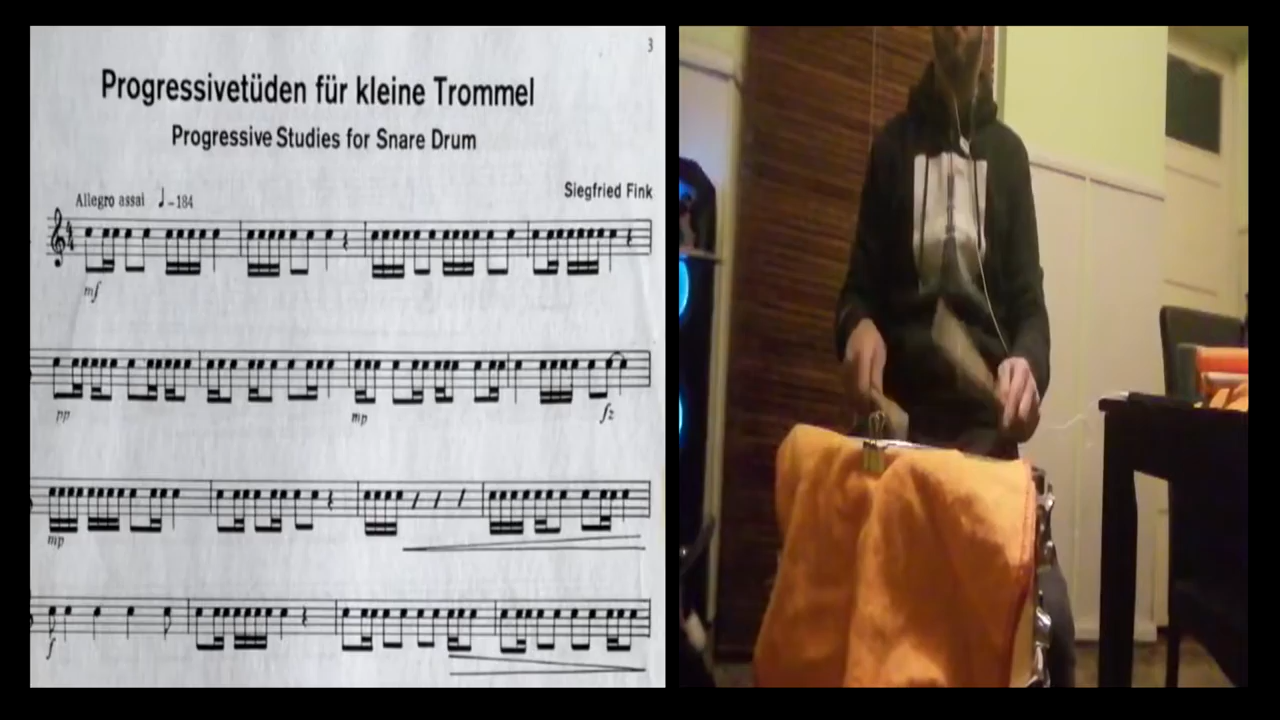 3
Progressivetüden für kleine Trommel
Progressive Studies for Snare Drum
Siegfried Fink
Allegro assai ♩=184
mf
pp
mp
fz
mp
f